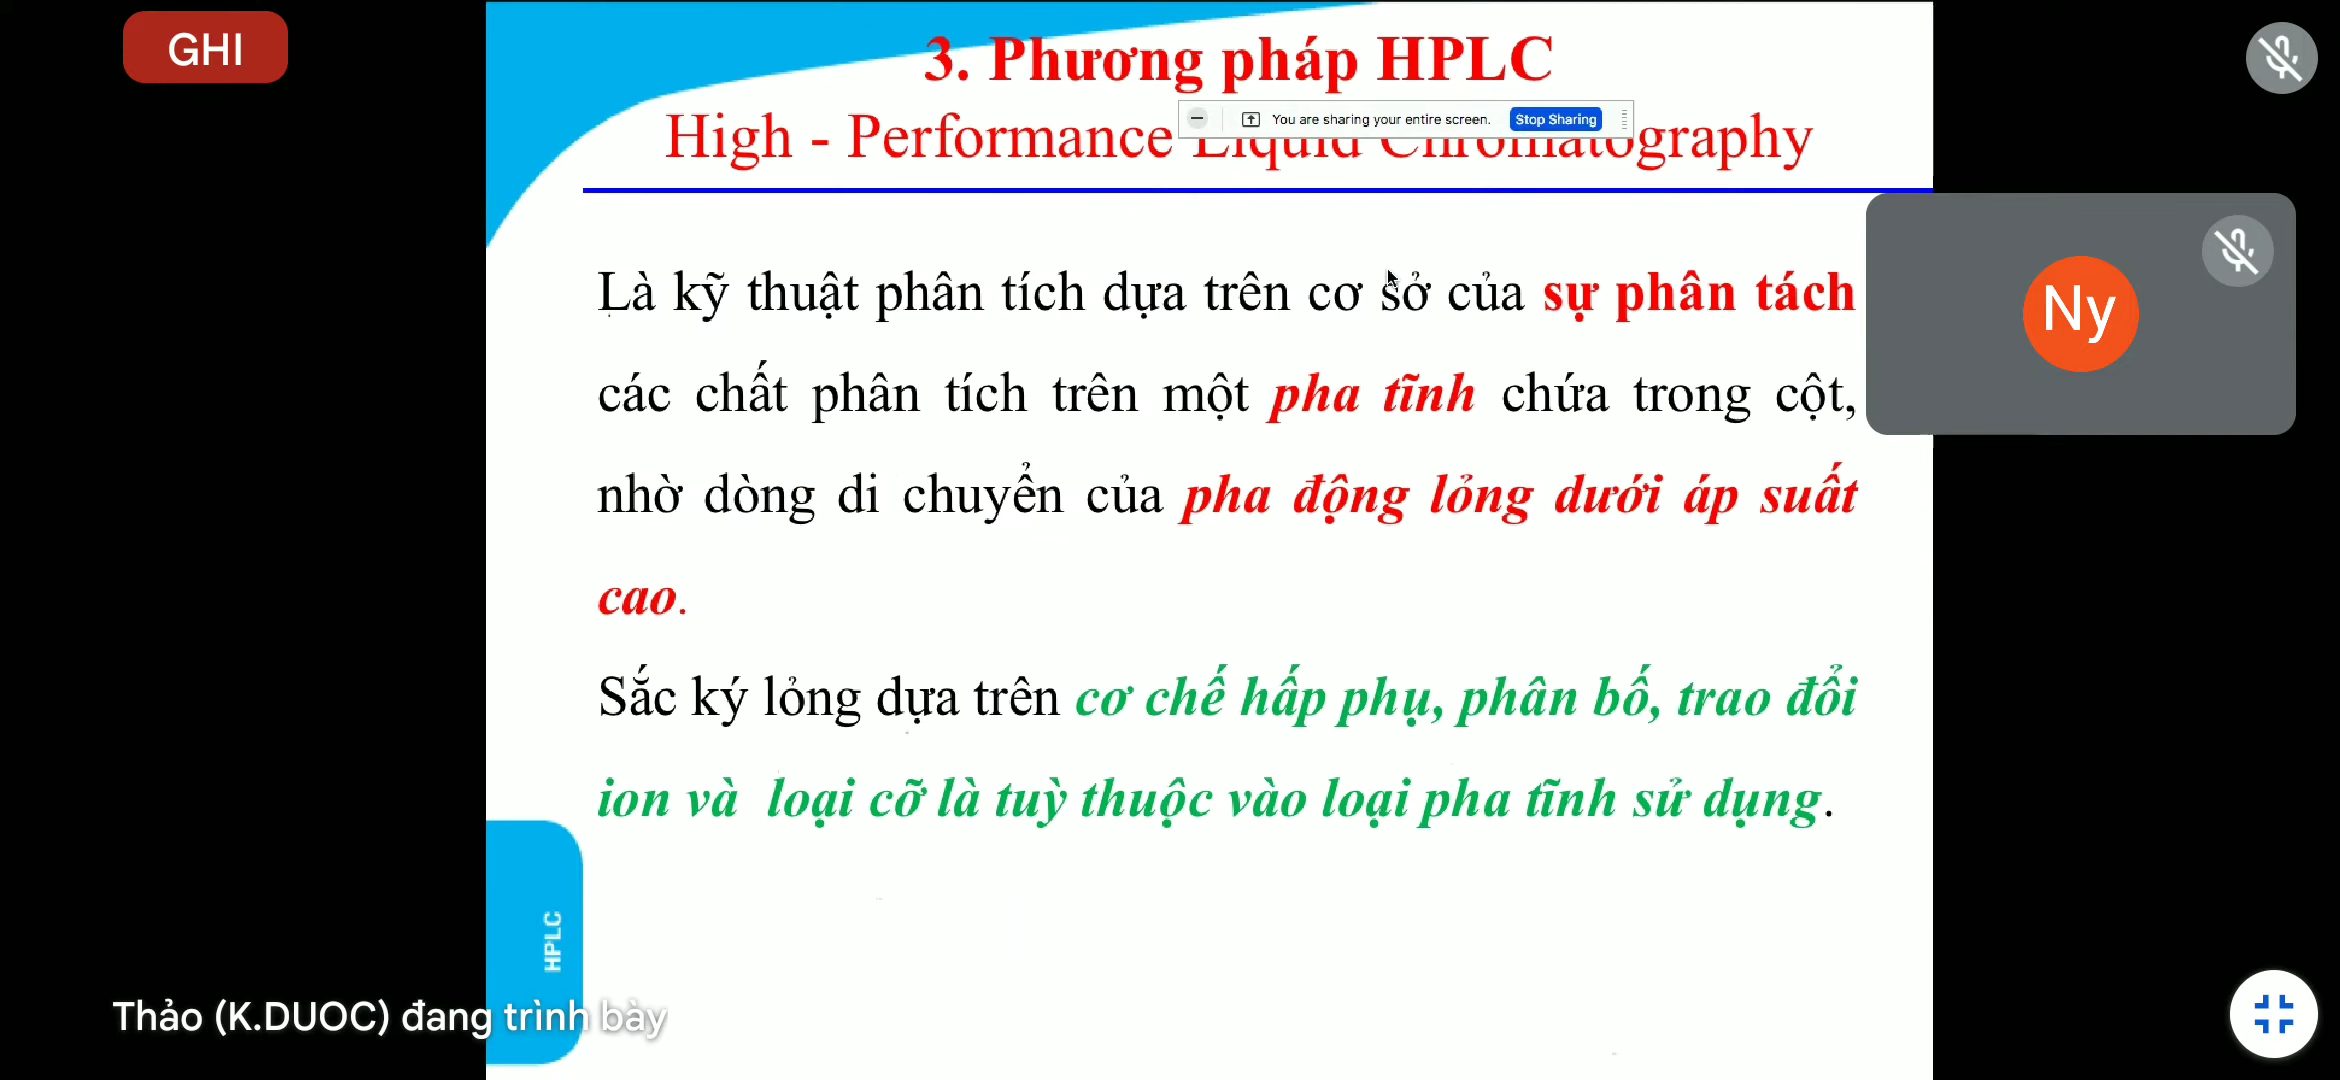 GHI
3. Phương pháp HPLC
High - Performance Liquid Chromatography
You are sharing your entire screen. Stop Sharing
Là kỹ thuật phân tích dựa trên cơ sở của sự phân tách
các chất phân tích trên một pha tĩnh chứa trong cột,
Ny
nhờ dòng di chuyển của pha động lỏng dưới áp suất
cao.
Sắc ký lỏng dựa trên cơ chế hấp phụ, phân bố, trao đổi
ion và loại cỡ là tuỳ thuộc vào loại pha tĩnh sử dụng.
HPLC
Thảo (K.DUOC) đang trình bày